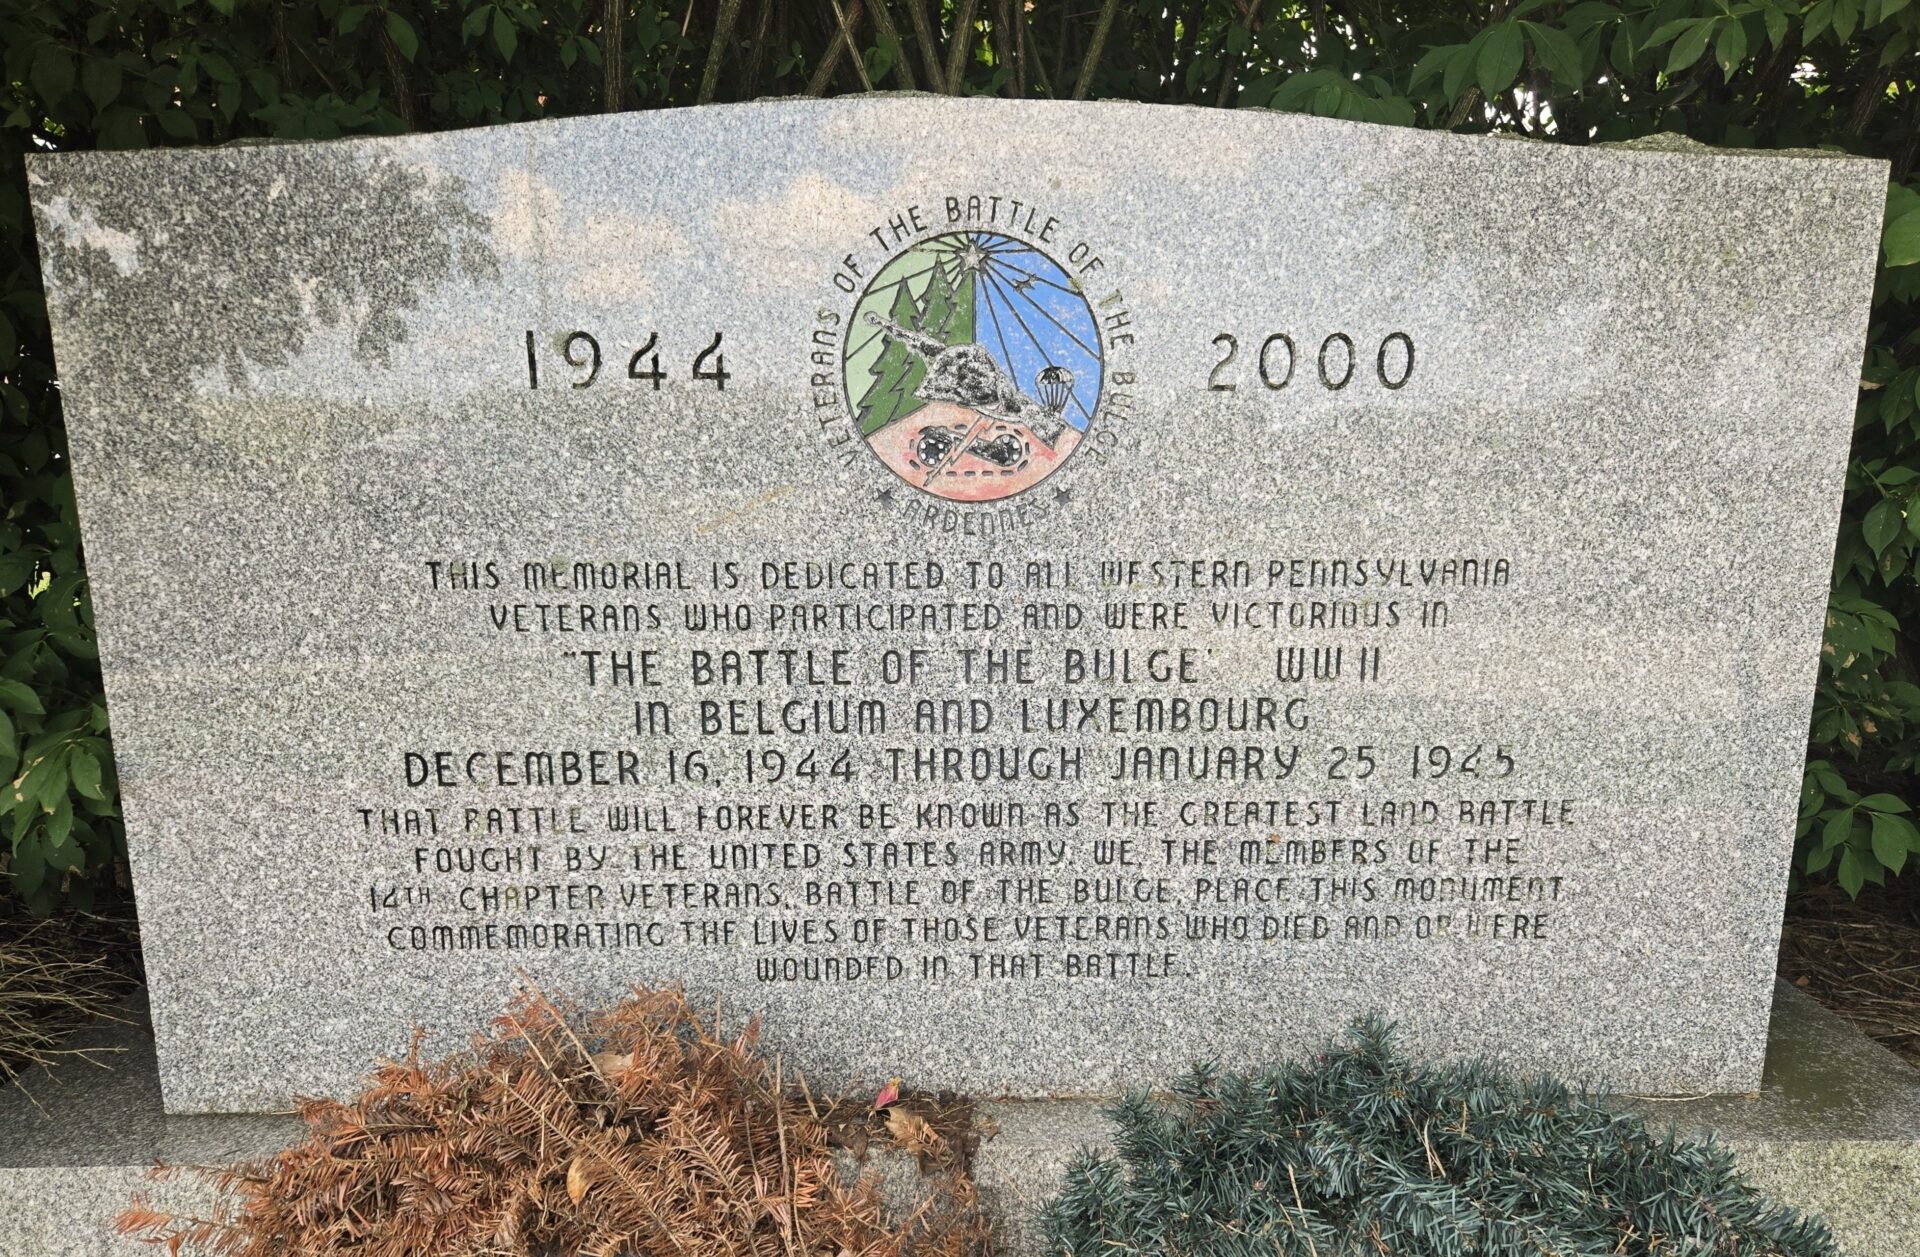 VETERANS OF THE BATTLE OF THE BULGE
★ ARDENNES ★
1944 2000
THIS MEMORIAL IS DEDICATED TO ALL WESTERN PENNSYLVANIA
VETERANS WHO PARTICIPATED AND WERE VICTORIOUS IN
"THE BATTLE OF THE BULGE" WW II
IN BELGIUM AND LUXEMBOURG
DECEMBER 16, 1944 THROUGH JANUARY 25 1945
THAT BATTLE WILL FOREVER BE KNOWN AS THE GREATEST LAND BATTLE
FOUGHT BY THE UNITED STATES ARMY. WE, THE MEMBERS OF THE
14TH CHAPTER VETERANS, BATTLE OF THE BULGE, PLACE THIS MONUMENT
COMMEMORATING THE LIVES OF THOSE VETERANS WHO DIED AND OR WERE
WOUNDED IN THAT BATTLE.